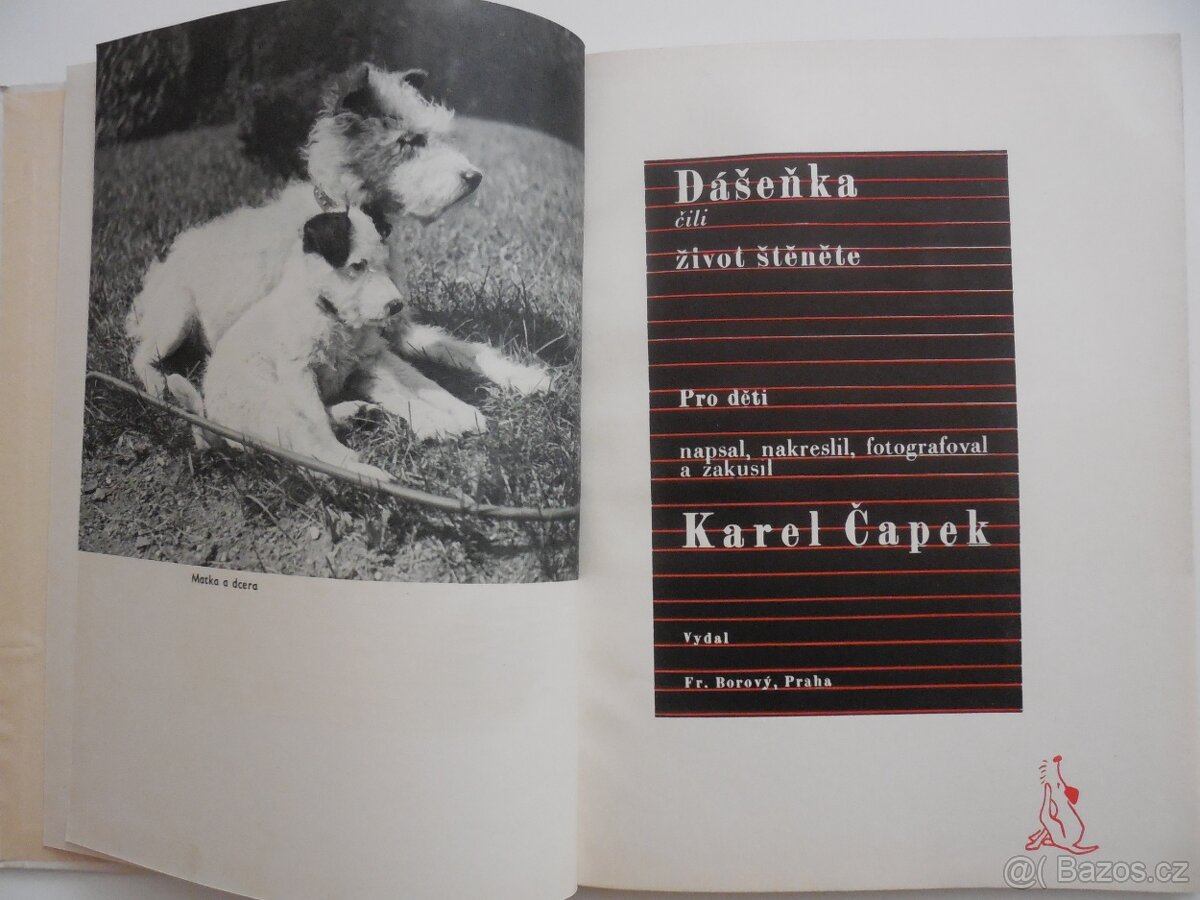 Matka a dcera
Dášeňka
čili
život štěněte
Pro děti
napsal, nakreslil, fotografoval
a zakusil
Karel Čapek
Vydal
Fr. Borový, Praha
@( Bazos.cz